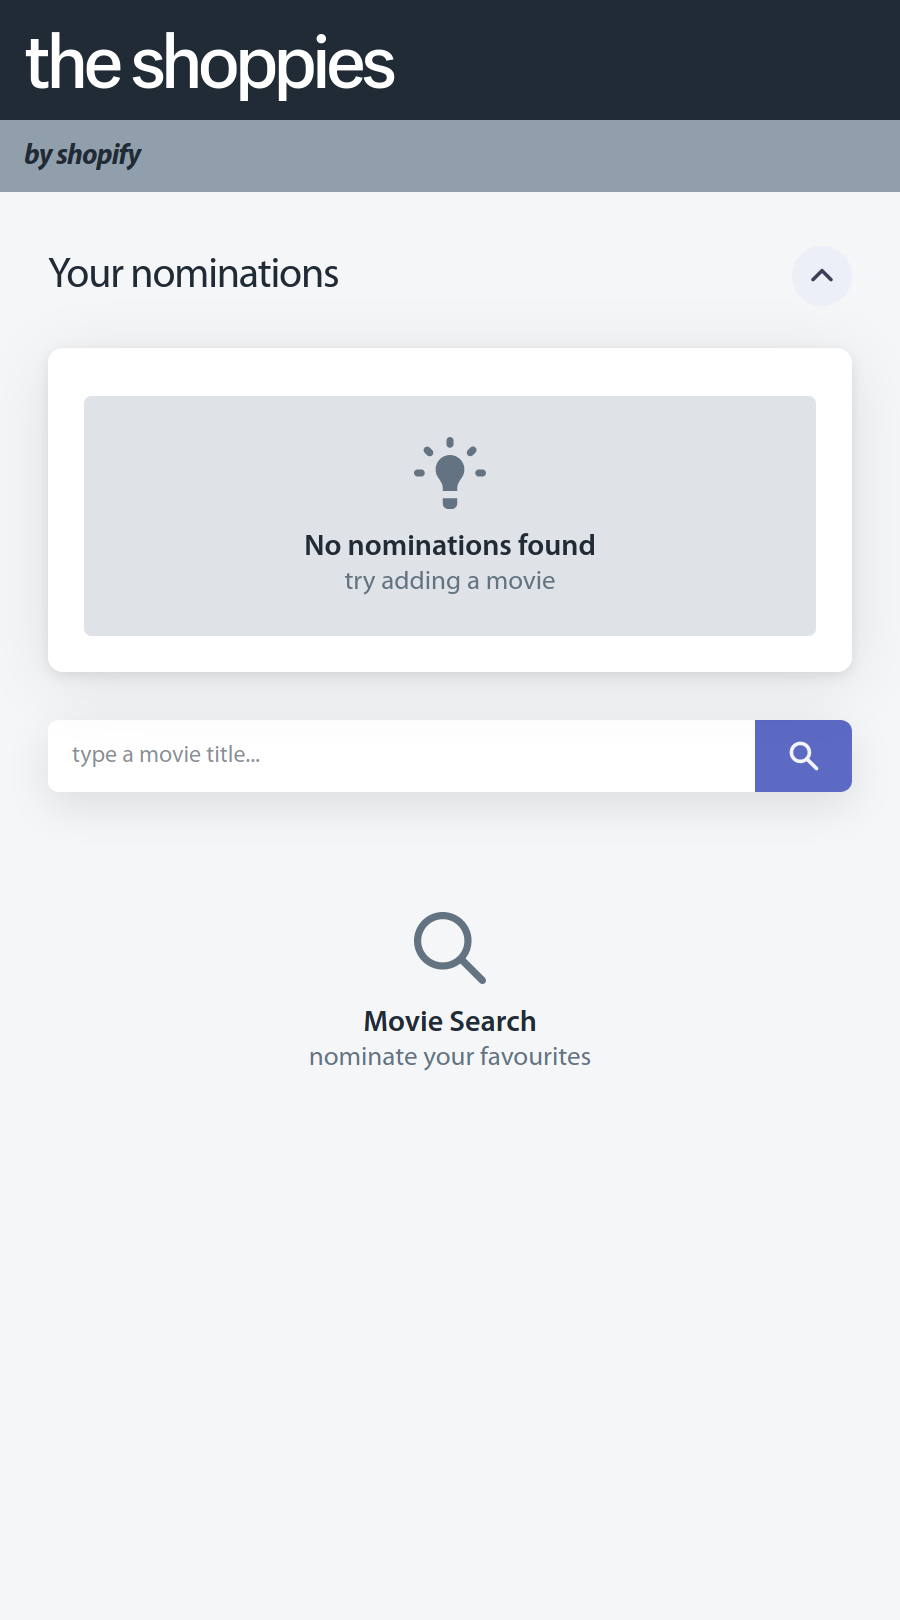 the shoppies
by shopify
Your nominations
No nominations found
try adding a movie
type a movie title...
Movie Search
nominate your favourites